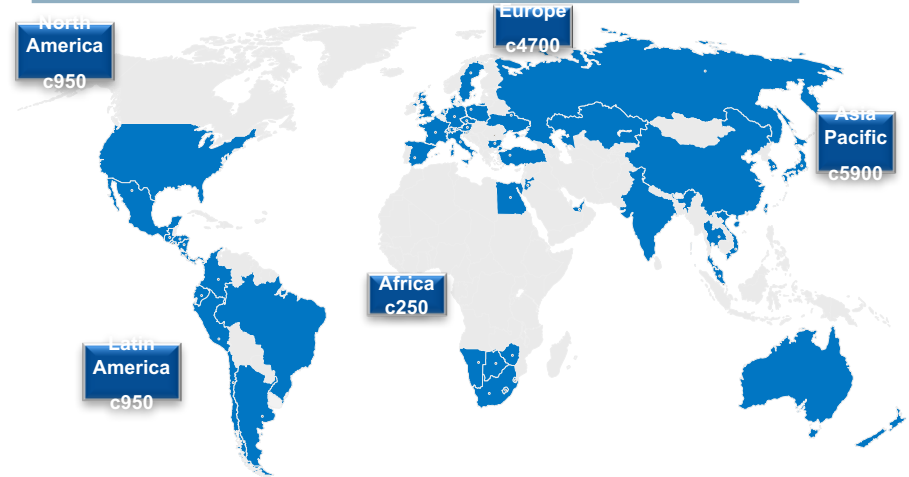 North
America
c950
Europe
c4700
Asia
Pacific
c5900
Africa
c250
Latin
America
c950